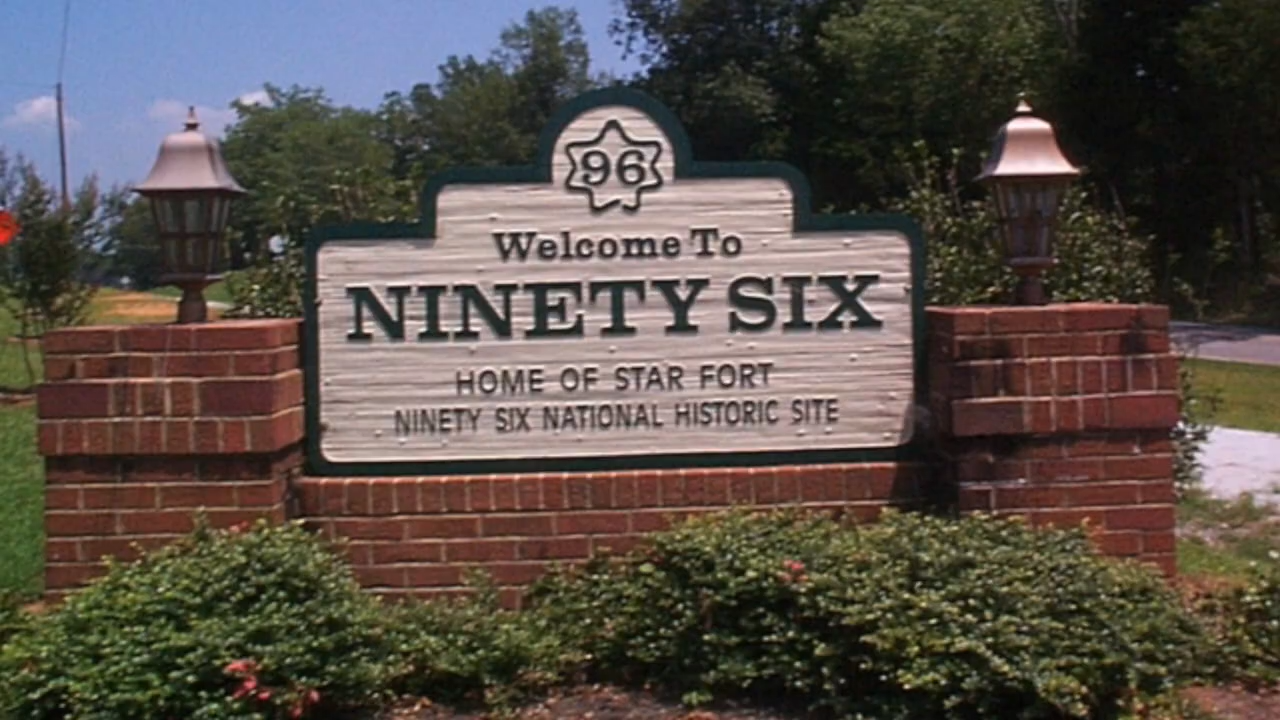 96
Welcome To
NINETY SIX
HOME OF STAR FORT
NINETY SIX NATIONAL HISTORIC SITE